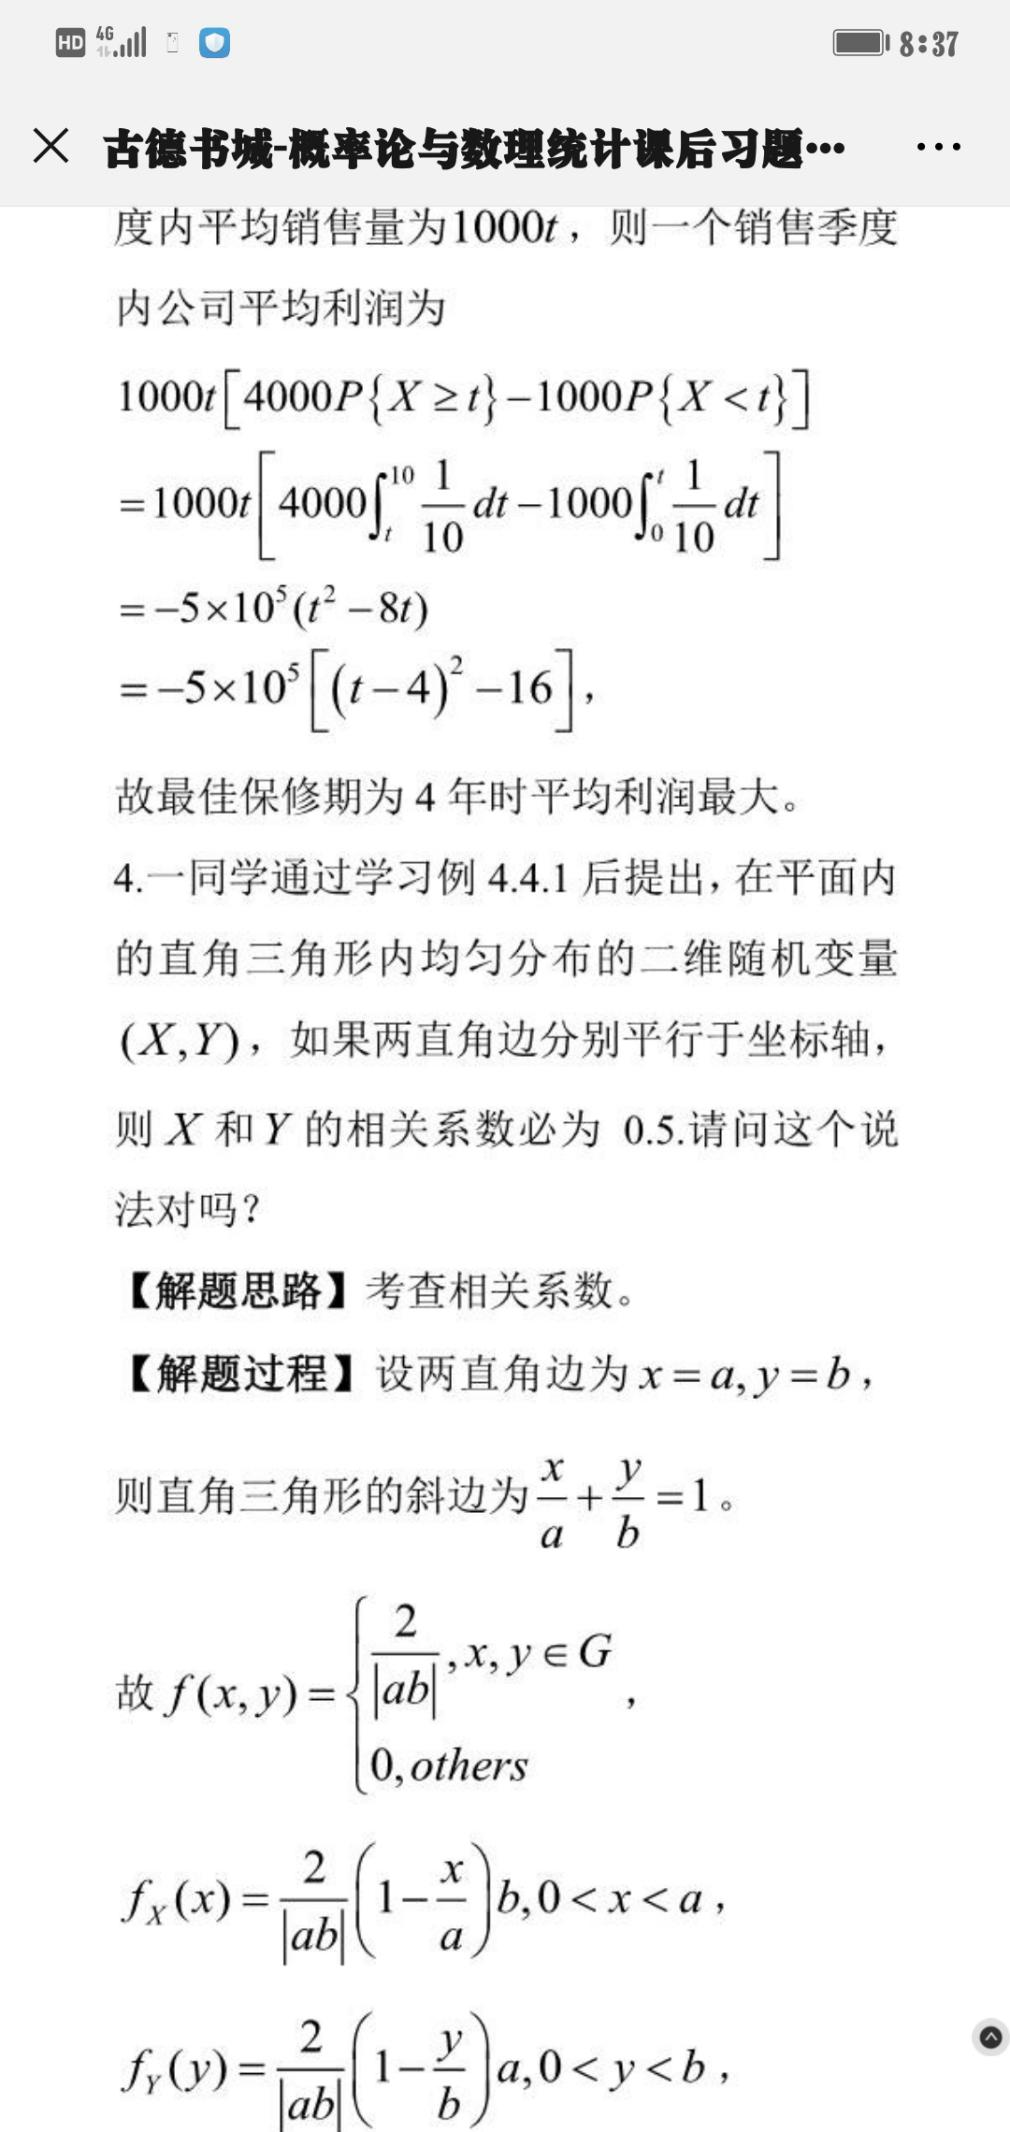 HD 4G 8:37
古德书城-概率论与数理统计课后习题…
度内平均销售量为1000t，则一个销售季度
内公司平均利润为
1000t[4000P{X ≥ t}−1000P{X < t}]
=1000t[4000∫_t^10 1/10 dt−1000∫_0^t 1/10 dt]
=−5×10^5(t^2−8t)
=−5×10^5[(t−4)^2−16],
故最佳保修期为 4 年时平均利润最大。
4.一同学通过学习例 4.4.1 后提出，在平面内
的直角三角形内均匀分布的二维随机变量
(X,Y)，如果两直角边分别平行于坐标轴，
则 X 和 Y 的相关系数必为 0.5.请问这个说
法对吗？
【解题思路】考查相关系数。
【解题过程】设两直角边为 x = a, y = b，
则直角三角形的斜边为 x/a + y/b = 1。
故 f(x, y) = { 2/|ab|, x, y ∈ G
0, others ，
f_X(x) = 2/|ab| (1 − x/a) b, 0 < x < a，
f_Y(y) = 2/|ab| (1 − y/b) a, 0 < y < b，